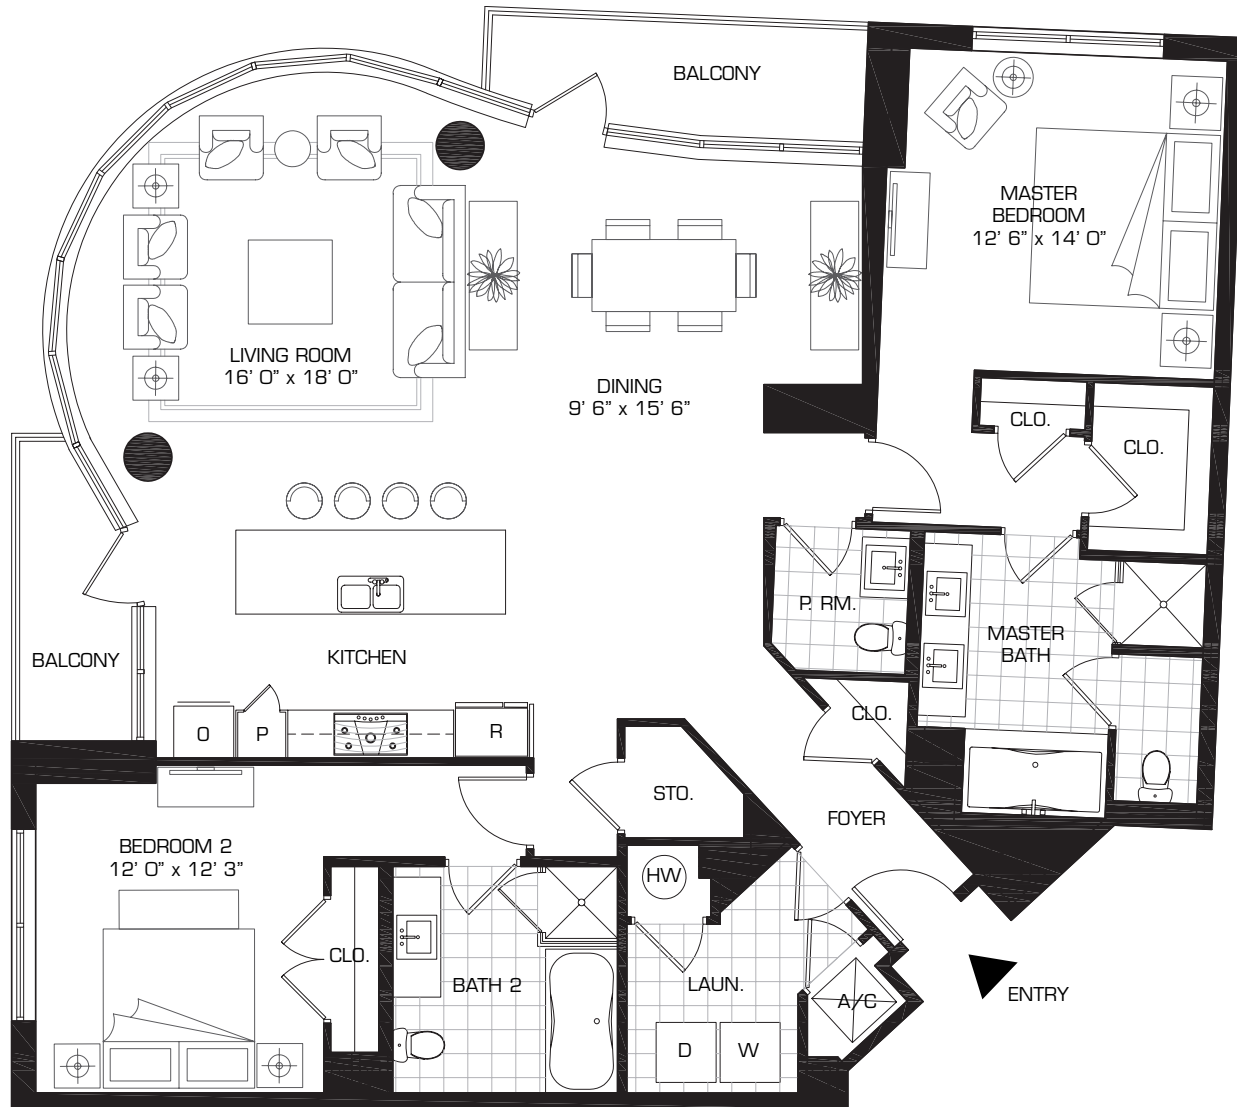 BALCONY
MASTER
BEDROOM
12' 6" x 14' 0"
LIVING ROOM
16' 0" x 18' 0"
DINING
9' 6" x 15' 6"
CLO.
CLO.
P. RM.
MASTER
BATH
BALCONY
KITCHEN
CLO.
O
P
R
STO.
FOYER
BEDROOM 2
12' 0" x 12' 3"
HW
CLO.
BATH 2
LAUN.
A/C
ENTRY
D
W